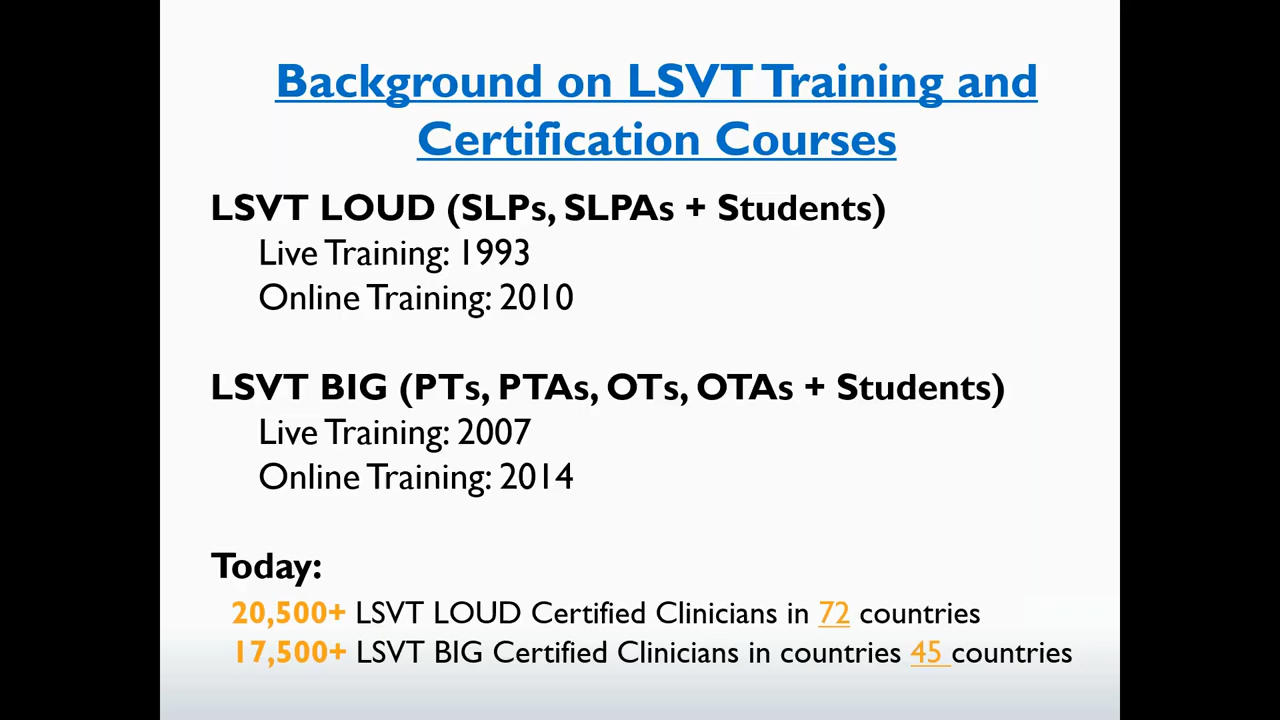 Background on LSVT Training and
Certification Courses
LSVT LOUD (SLPs, SLPAs + Students)
Live Training: 1993
Online Training: 2010
LSVT BIG (PTs, PTAs, OTs, OTAs + Students)
Live Training: 2007
Online Training: 2014
Today:
20,500+ LSVT LOUD Certified Clinicians in 72 countries
17,500+ LSVT BIG Certified Clinicians in countries 45 countries